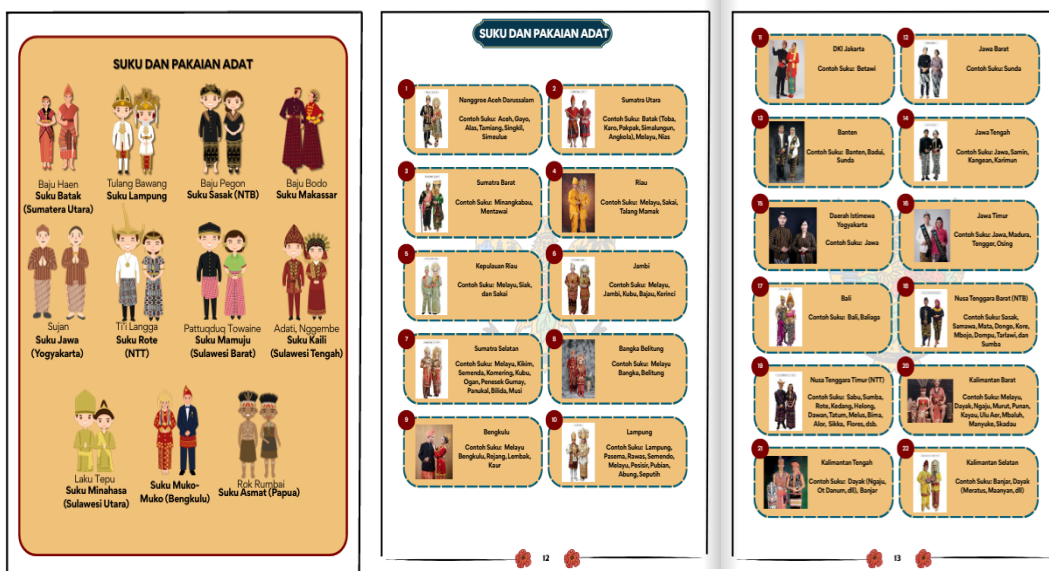 SUKU DAN PAKAIAN ADAT
Baju Haen
Suku Batak
(Sumatera Utara)
Tulang Bawang
Suku Lampung
Baju Pegon
Suku Sasak (NTB)
Baju Bodo
Suku Makassar
Sujan
Suku Jawa
(Yogyakarta)
Ti'i Langga
Suku Rote
(NTT)
Pattuqduq Towaine
Suku Mamuju
(Sulawesi Barat)
Adati, Nggembe
Suku Kaili
(Sulawesi Tengah)
Laku Tepu
Suku Minahasa
(Sulawesi Utara)
Suku Muko-
Muko (Bengkulu)
Rok Rumbai
Suku Asmat (Papua)
SUKU DAN PAKAIAN ADAT
1
Nanggroe Aceh Darussalam
Contoh Suku: Aceh, Gayo,
Alas, Tamiang, Singkil,
Simeulue
2
Sumatra Utara
Contoh Suku: Batak (Toba,
Karo, Pakpak, Simalungun,
Angkola), Melayu, Nias
3
Sumatra Barat
Contoh Suku: Minangkabau,
Mentawai
4
Riau
Contoh Suku: Melayu, Sakai,
Talang Mamak
5
Kepulauan Riau
Contoh Suku: Melayu, Siak,
dan Sakai
6
Jambi
Contoh Suku: Melayu,
Jambi, Kubu, Bajau, Kerinci
7
Sumatra Selatan
Contoh Suku: Melayu, Kikim,
Semenda, Komering, Kubu,
Ogan, Penesek Gumay,
Panukal, Bilida, Musi
8
Bangka Belitung
Contoh Suku: Melayu
Bangka, Belitung
9
Bengkulu
Contoh Suku: Melayu
Bengkulu, Rejang, Lembak,
Kaur
10
Lampung
Contoh Suku: Lampung,
Pasema, Rawas, Semendo,
Melayu, Pesisir, Pubian,
Abung, Seputih
12
11
DKI Jakarta
Contoh Suku: Betawi
12
Jawa Barat
Contoh Suku: Sunda
13
Banten
Contoh Suku: Banten, Badui,
Sunda
14
Jawa Tengah
Contoh Suku: Jawa, Samin,
Kangean, Karimun
15
Daerah Istimewa
Yogyakarta
Contoh Suku: Jawa
16
Jawa Timur
Contoh Suku: Jawa, Madura,
Tengger, Osing
17
Bali
Contoh Suku: Bali, Baliaga
18
Nusa Tenggara Barat (NTB)
Contoh Suku: Sasak,
Samawa, Mata, Dongo, Kore,
Mbojo, Dompu, Tarlawi, dan
Sumba
19
Nusa Tenggara Timur (NTT)
Contoh Suku: Sabu, Sumba,
Rote, Kedang, Helong,
Dawan, Tatum, Melus, Bima,
Alor, Sikka, Flores, dsb.
20
Kalimantan Barat
Contoh Suku: Melayu,
Dayak, Ngaju, Murut, Punan,
Kayau, Ulu Aer, Mbaluh,
Manyuke, Skadau
21
Kalimantan Tengah
Contoh Suku: Dayak (Ngaju,
Ot Danum, dll), Banjar
22
Kalimantan Selatan
Contoh Suku: Banjar, Dayak
(Meratus, Maanyan, dll)
13